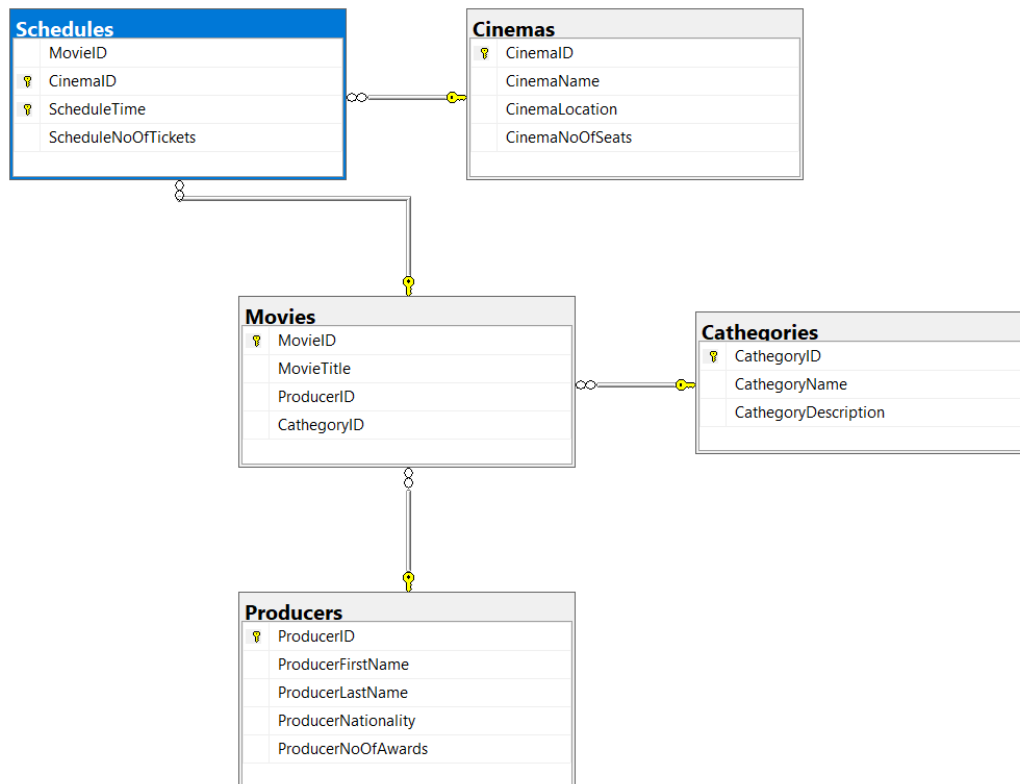 Schedules
MovieID
CinemaID
ScheduleTime
ScheduleNoOfTickets
Cinemas
CinemaID
CinemaName
CinemaLocation
CinemaNoOfSeats
Movies
MovieID
MovieTitle
ProducerID
CathegoryID
Cathegories
CathegoryID
CathegoryName
CathegoryDescription
Producers
ProducerID
ProducerFirstName
ProducerLastName
ProducerNationality
ProducerNoOfAwards